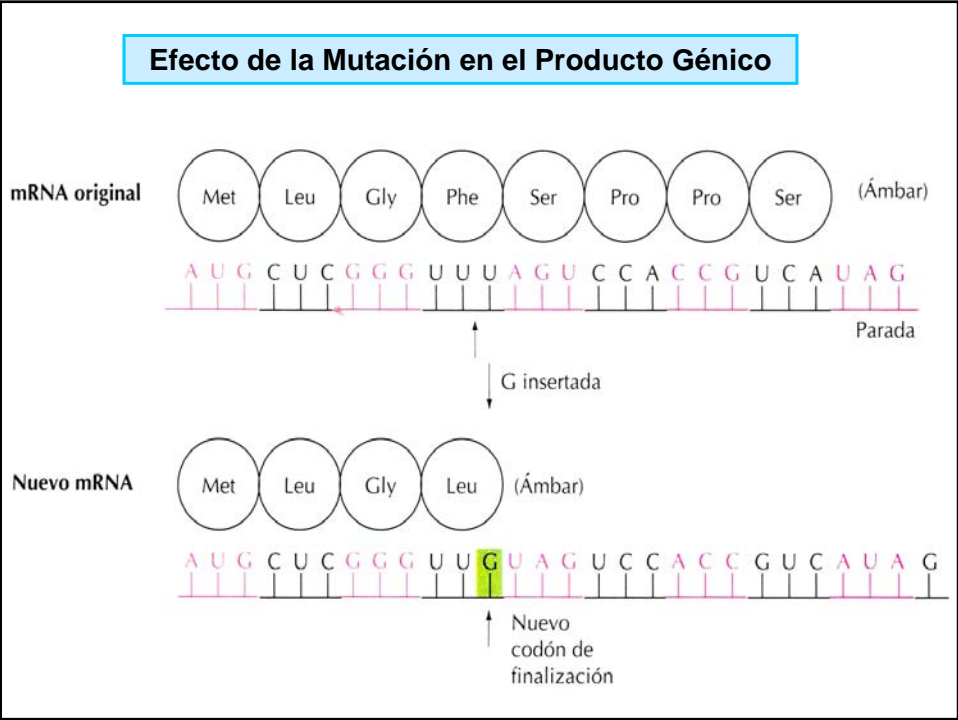 Efecto de la Mutación en el Producto Génico
mRNA original
Met Leu Gly Phe Ser Pro Pro Ser (Ámbar)
A U G C U C G G G U U U A G U C C A C C G U C A U A G
Parada
G insertada
Nuevo mRNA
Met Leu Gly Leu (Ámbar)
A U G C U C G G G U U G U A G U C C A C C G U C A U A G
Nuevo
codón de
finalización